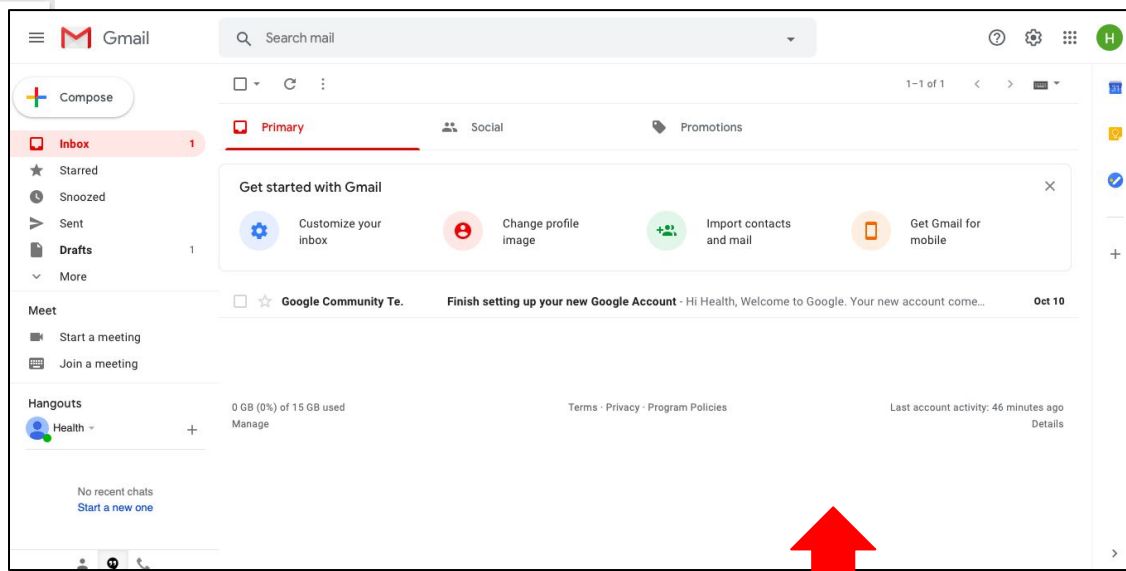 Gmail
Search mail
H
Compose
1–1 of 1
31
Primary
Social
Promotions
Inbox 1
Starred
Snoozed
Sent
Drafts 1
More
Get started with Gmail
Customize your
inbox
Change profile
image
Import contacts
and mail
Get Gmail for
mobile
Google Community Te. Finish setting up your new Google Account - Hi Health, Welcome to Google. Your new account come… Oct 10
Meet
Start a meeting
Join a meeting
Hangouts
Health
No recent chats
Start a new one
0 GB (0%) of 15 GB used
Manage
Terms · Privacy · Program Policies
Last account activity: 46 minutes ago
Details